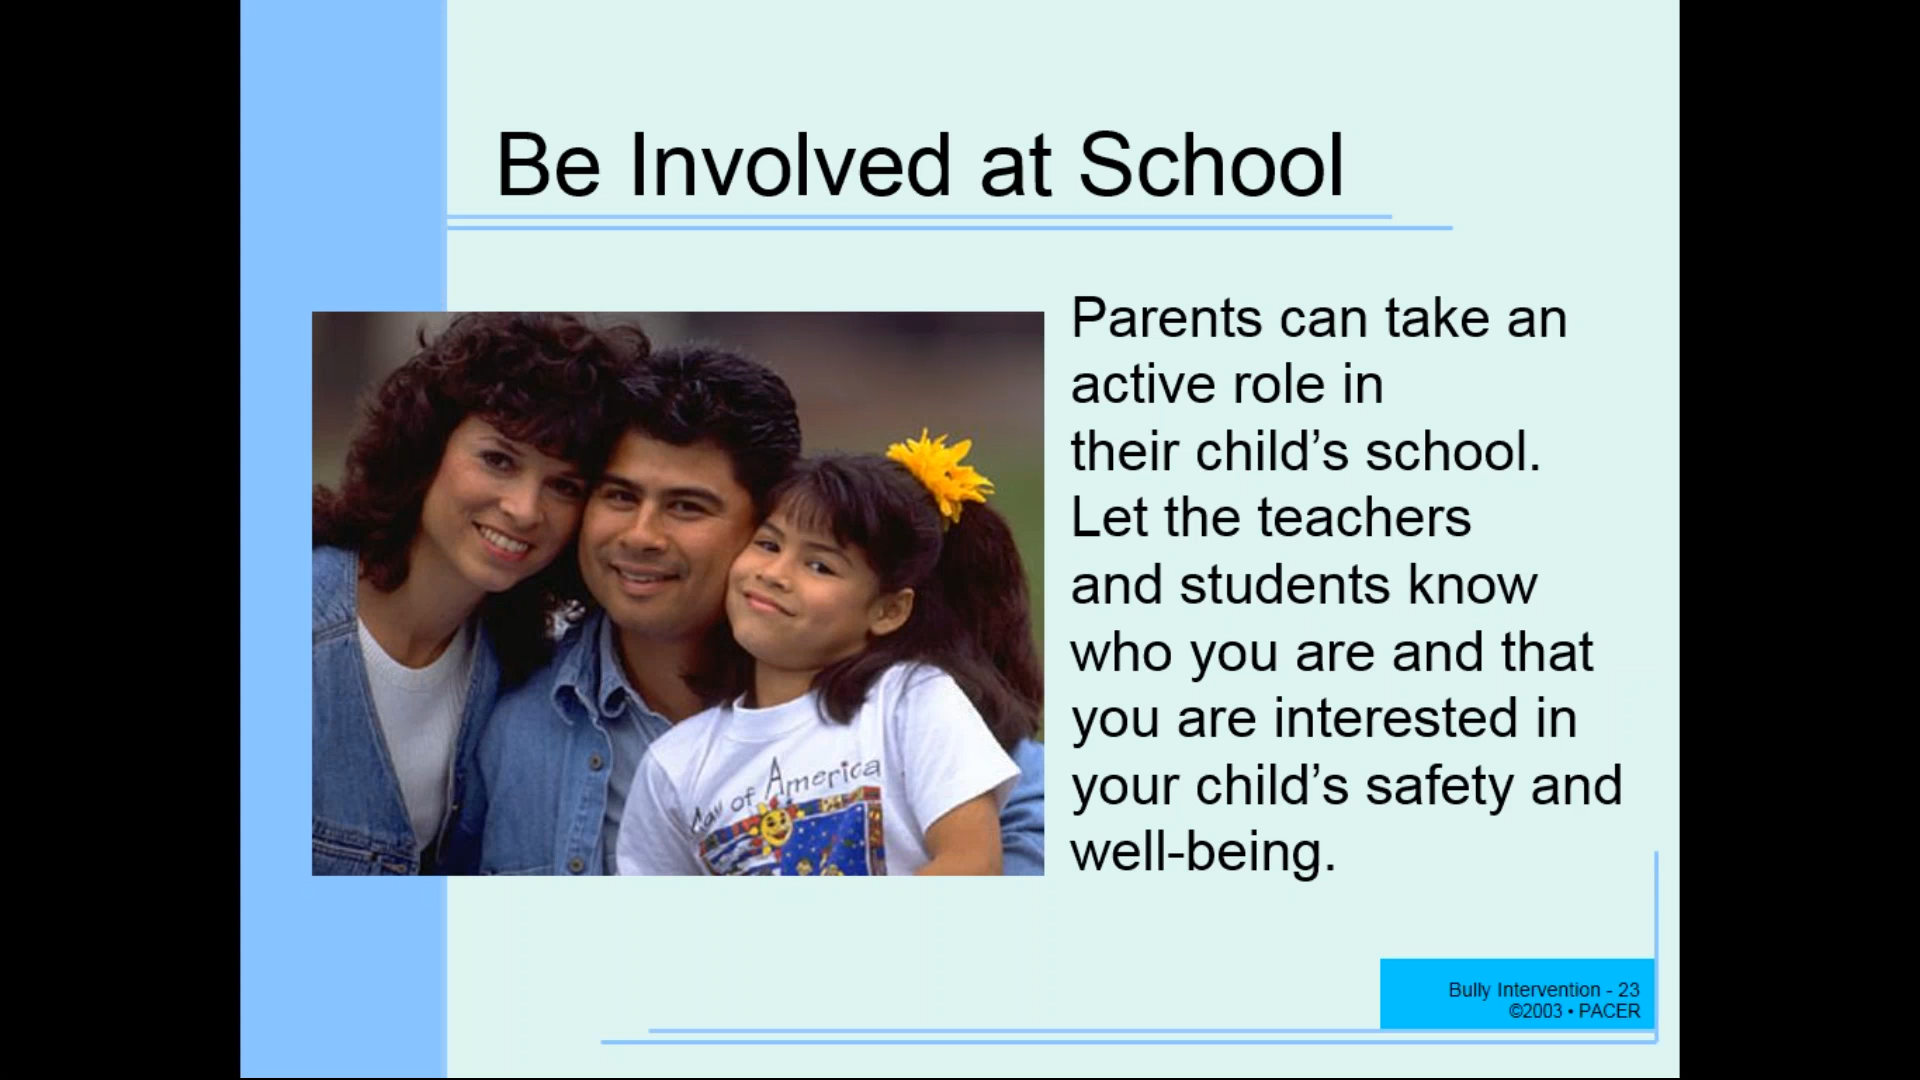 Be Involved at School
Parents can take an
active role in
their child’s school.
Let the teachers
and students know
who you are and that
you are interested in
your child’s safety and
well-being.
of America
Bully Intervention - 23
©2003 • PACER